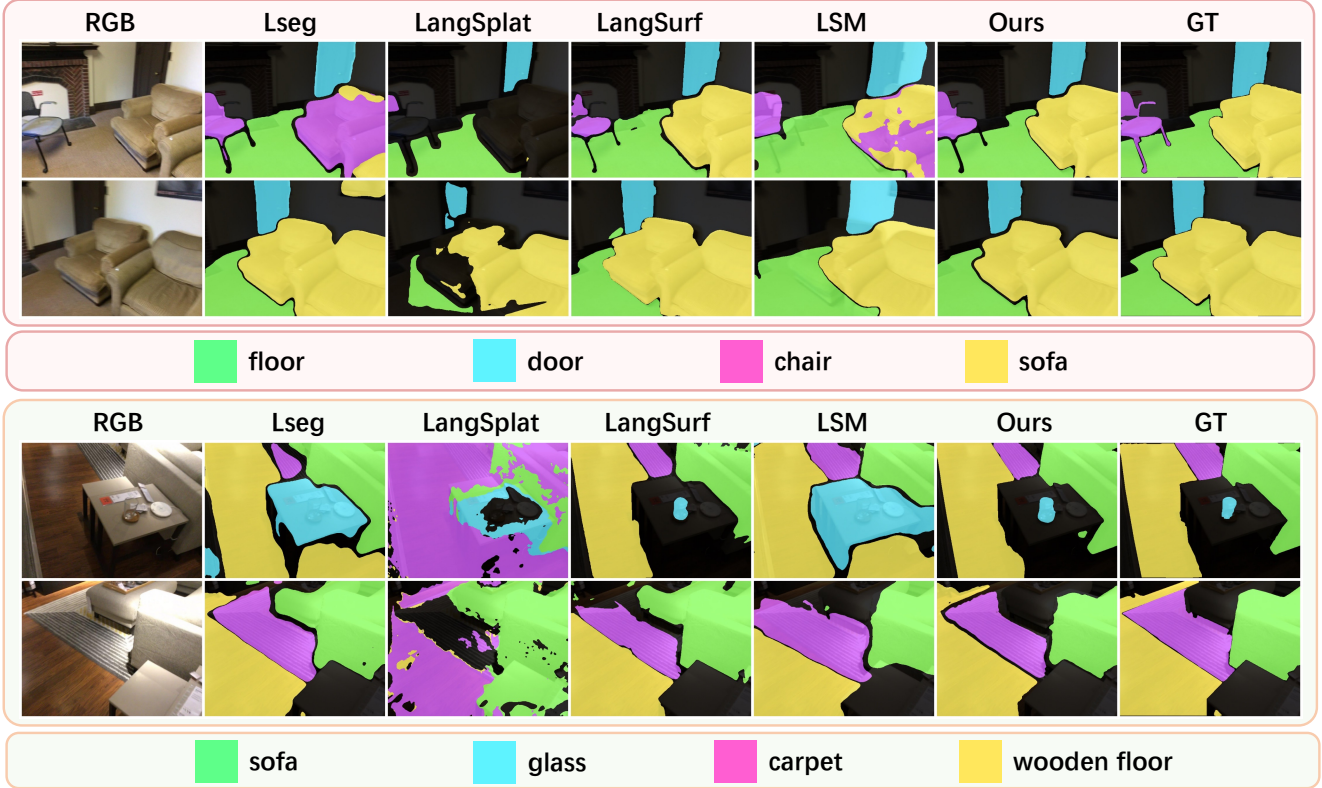 RGB Lseg LangSplat LangSurf LSM Ours GT
floor door chair sofa
RGB Lseg LangSplat LangSurf LSM Ours GT
sofa glass carpet wooden floor